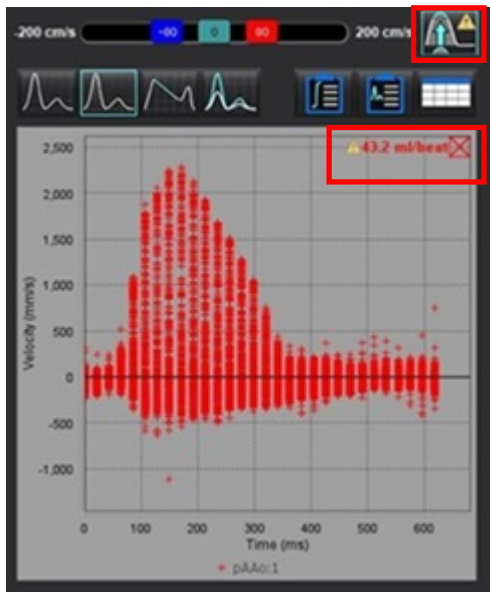 -200 cm/s -80 0 80 200 cm/s
43.2 ml/beat
2,500
2,000
1,500
1,000
500
0
-500
-1,000
Velocity (mm/s)
0 100 200 300 400 500 600
Time (ms)
pAAo:1